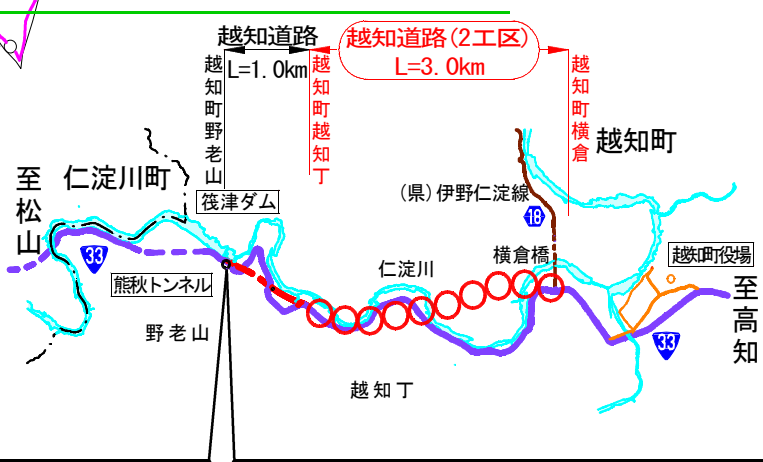 越知道路
L=1.0km
越知道路(2工区)
L=3.0km
越知町野老山
越知町越知丁
越知町横倉
越知町
仁淀川町
至松山
筏津ダム
(県)伊野仁淀線
18
33
熊秋トンネル
仁淀川
横倉橋
越知町役場
至高知
野老山
33
越知丁